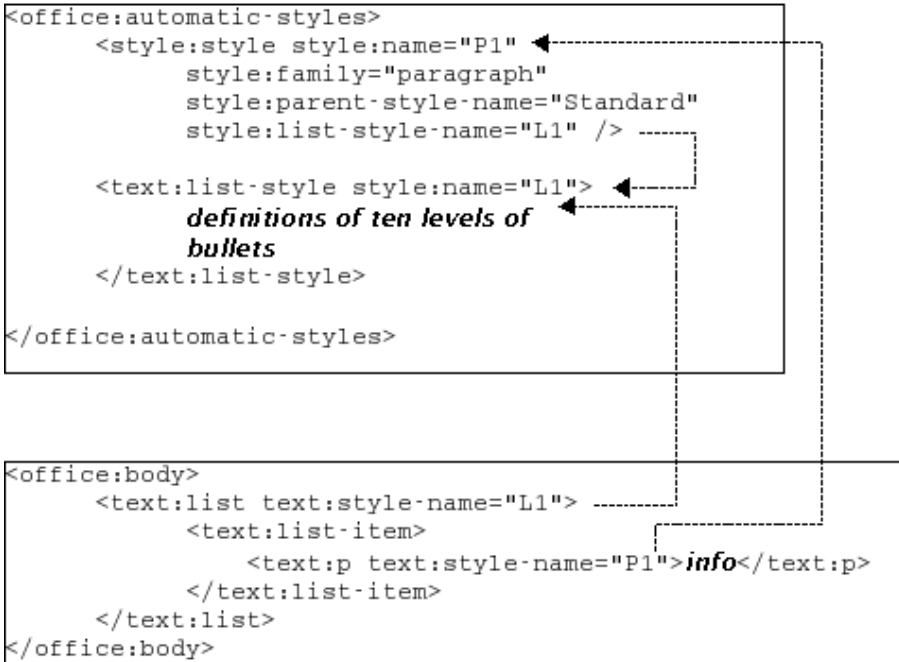 <office:automatic-styles>
<style:style style:name="P1"
style:family="paragraph"
style:parent-style-name="Standard"
style:list-style-name="L1" />
<text:list-style style:name="L1">
definitions of ten levels of
bullets
</text:list-style>
</office:automatic-styles>
<office:body>
<text:list text:style-name="L1">
<text:list-item>
<text:p text:style-name="P1">info</text:p>
</text:list-item>
</text:list>
</office:body>